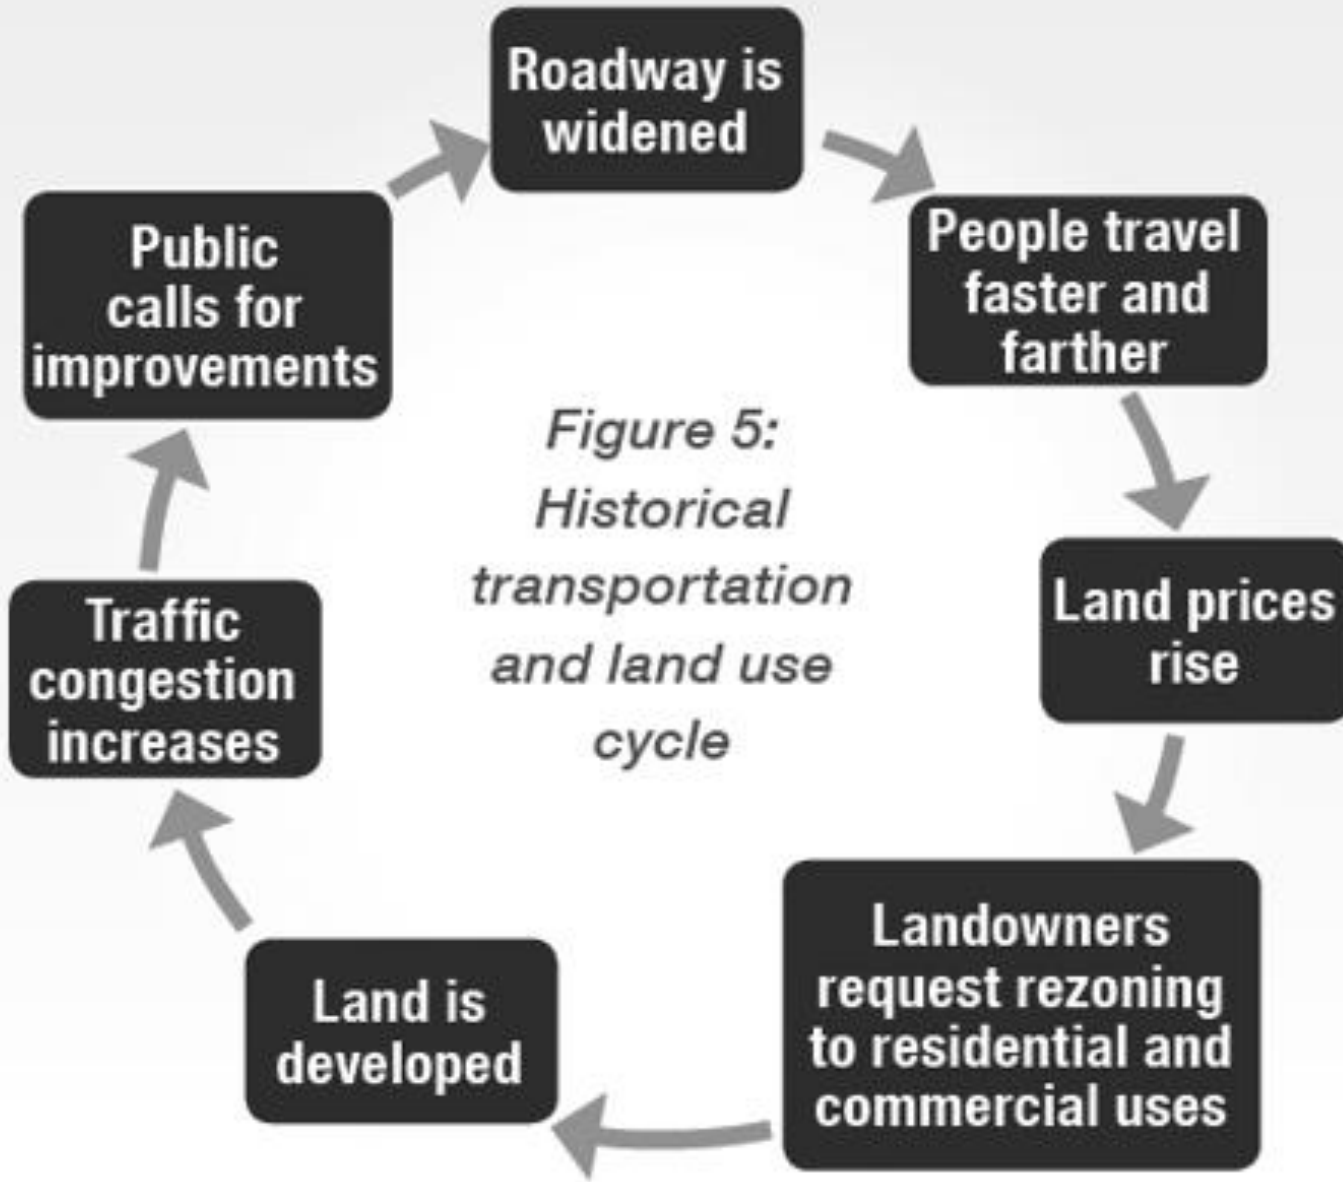 Roadway is
widened
People travel
faster and
farther
Land prices
rise
Landowners
request rezoning
to residential and
commercial uses
Land is
developed
Traffic
congestion
increases
Public
calls for
improvements
Figure 5:
Historical
transportation
and land use
cycle